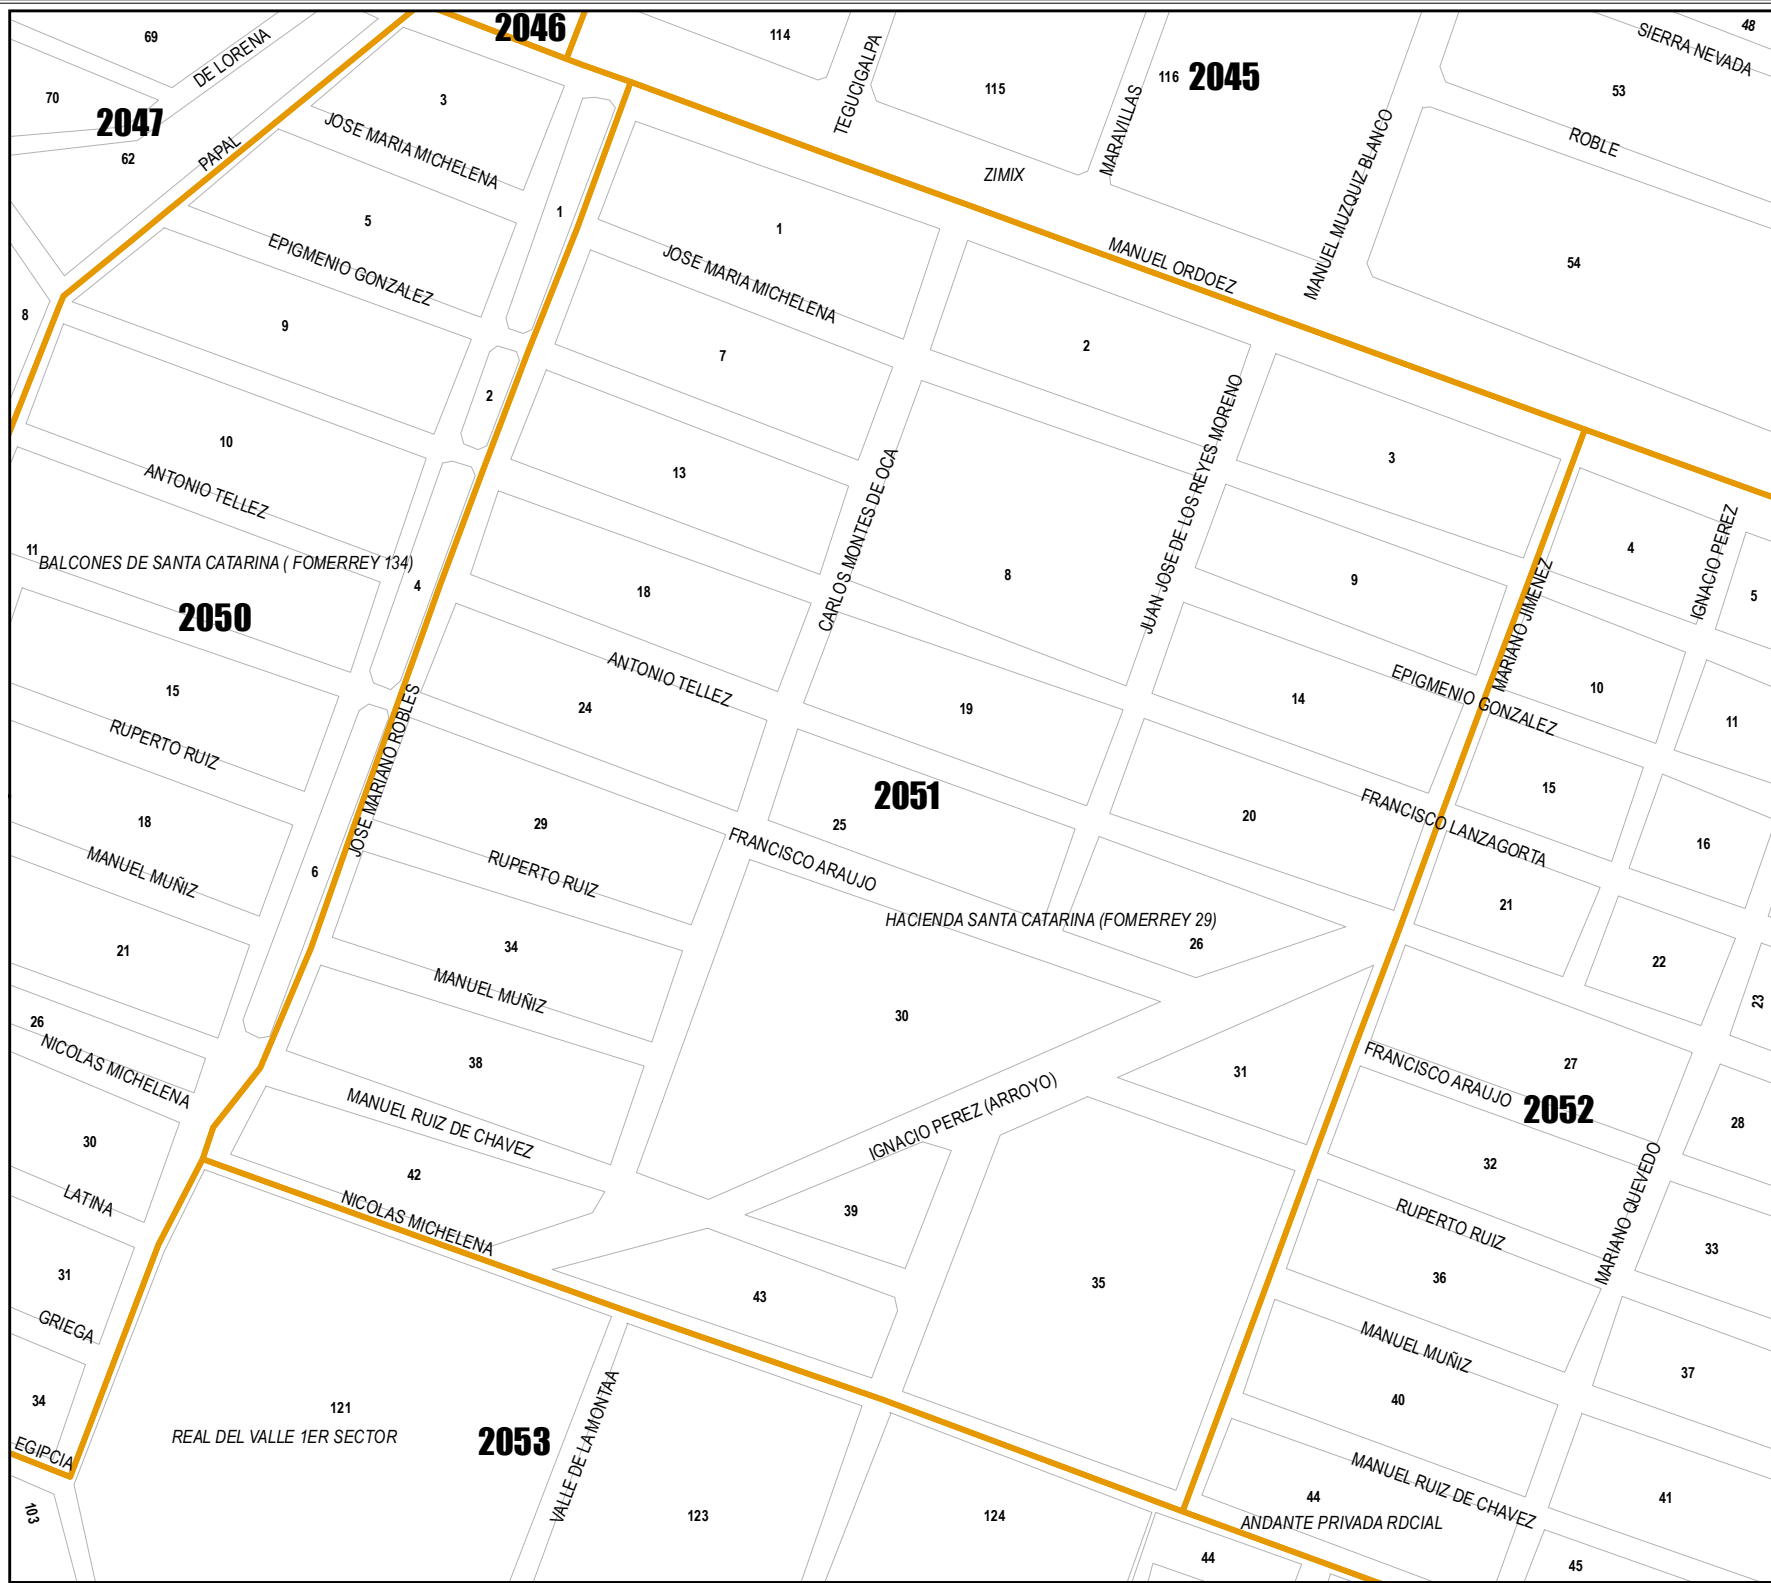 2046
69
DE LORENA
114
TEGUCIGALPA
48
SIERRA NEVADA
116
2045
70
2047
3
115
53
MARAVILLAS
MANUEL MUZQUIZ BLANCO
ROBLE
62
PAPAL
JOSE MARIA MICHELENA
ZIMIX
5
1
1
EPIGMENIO GONZALEZ
JOSE MARIA MICHELENA
MANUEL ORDOEZ
54
8
9
7
2
2
10
13
3
ANTONIO TELLEZ
CARLOS MONTES DE OCA
JUAN JOSE DE LOS REYES MORENO
IGNACIO PEREZ
11
BALCONES DE SANTA CATARINA ( FOMERREY 134)
4
18
8
9
4
5
2050
MARIANO JIMENEZ
15
ANTONIO TELLEZ
24
19
14
EPIGMENIO GONZALEZ
10
11
RUPERTO RUIZ
JOSE MARIANO ROBLES
2051
15
18
29
25
20
FRANCISCO LANZAGORTA
16
MANUEL MUÑIZ
6
RUPERTO RUIZ
FRANCISCO ARAUJO
21
HACIENDA SANTA CATARINA (FOMERREY 29)
21
34
26
22
MANUEL MUÑIZ
23
26
30
NICOLAS MICHELENA
38
31
FRANCISCO ARAUJO
27
2052
MANUEL RUIZ DE CHAVEZ
IGNACIO PEREZ (ARROYO)
28
30
42
32
LATINA
NICOLAS MICHELENA
39
RUPERTO RUIZ
MARIANO QUEVEDO
33
31
43
35
36
GRIEGA
MANUEL MUÑIZ
37
34
121
VALLE DE LA MONTAA
40
REAL DEL VALLE 1ER SECTOR
2053
EGIPCIA
MANUEL RUIZ DE CHAVEZ
103
123
124
44
41
ANDANTE PRIVADA RDCIAL
44
45